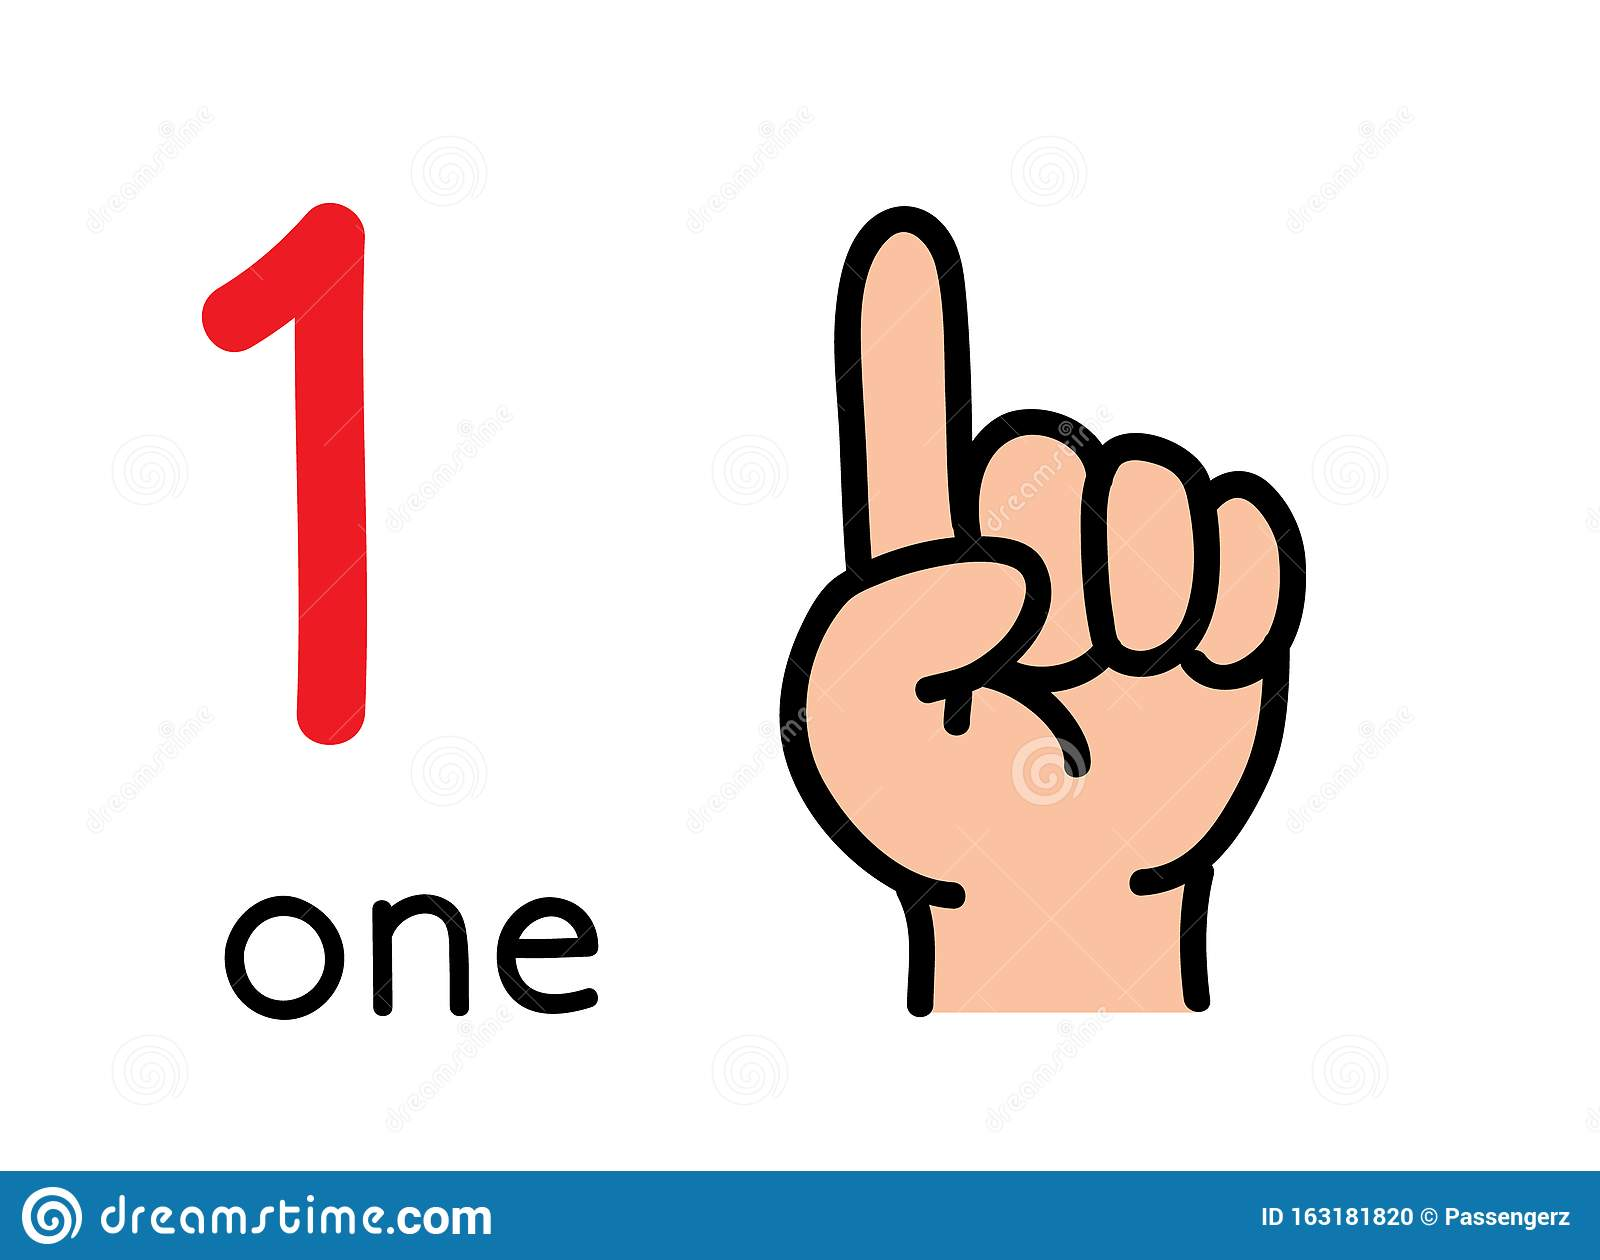 1
one
dreamstime.com
ID 163181820 © Passengerz